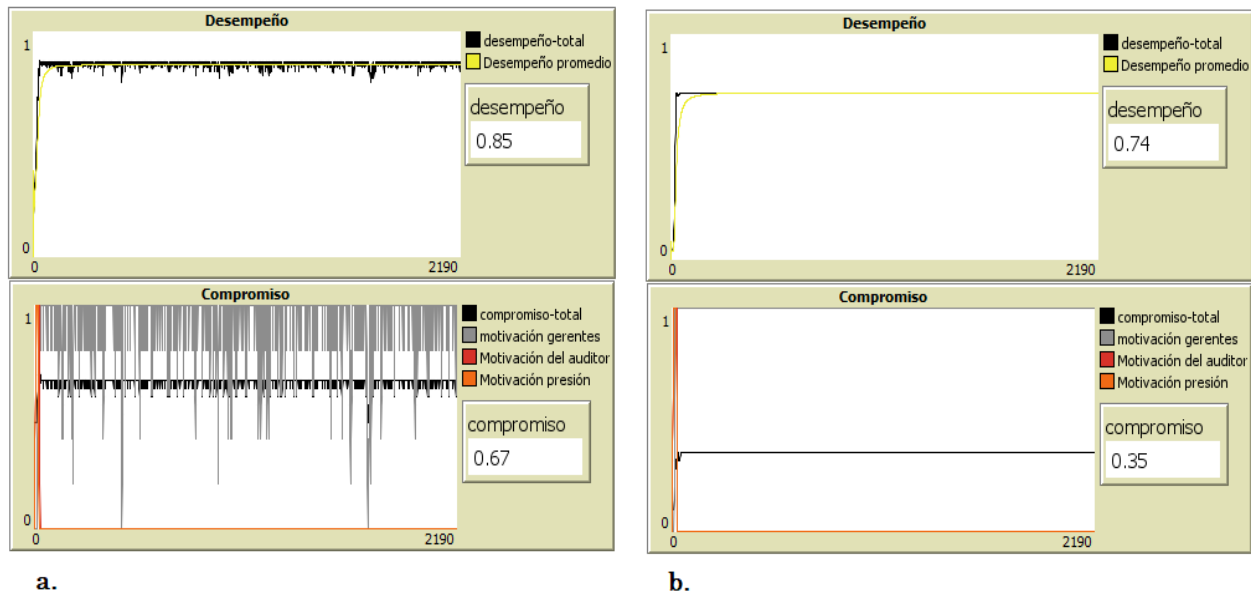 Desempeño
1
0
0
2190
desempeño-total
Desempeño promedio
desempeño
0.85
Compromiso
1
0
0
2190
compromiso-total
motivación gerentes
Motivación del auditor
Motivación presión
compromiso
0.67
a.
Desempeño
1
0
0
2190
desempeño-total
Desempeño promedio
desempeño
0.74
Compromiso
1
0
0
2190
compromiso-total
motivación gerentes
Motivación del auditor
Motivación presión
compromiso
0.35
b.